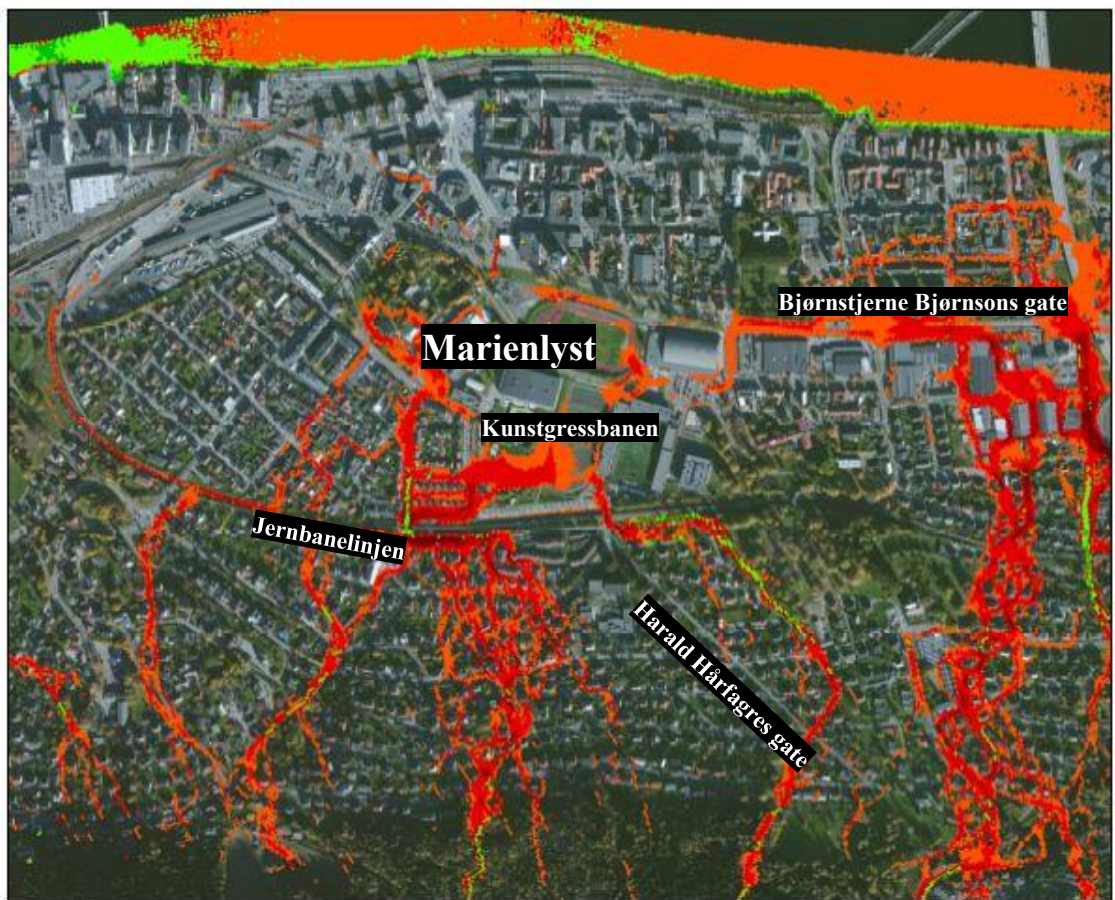 Bjørnstjerne Bjørnsons gate
Marienlyst
Kunstgressbanen
Jernbanelinjen
Harald Hårfagres gate